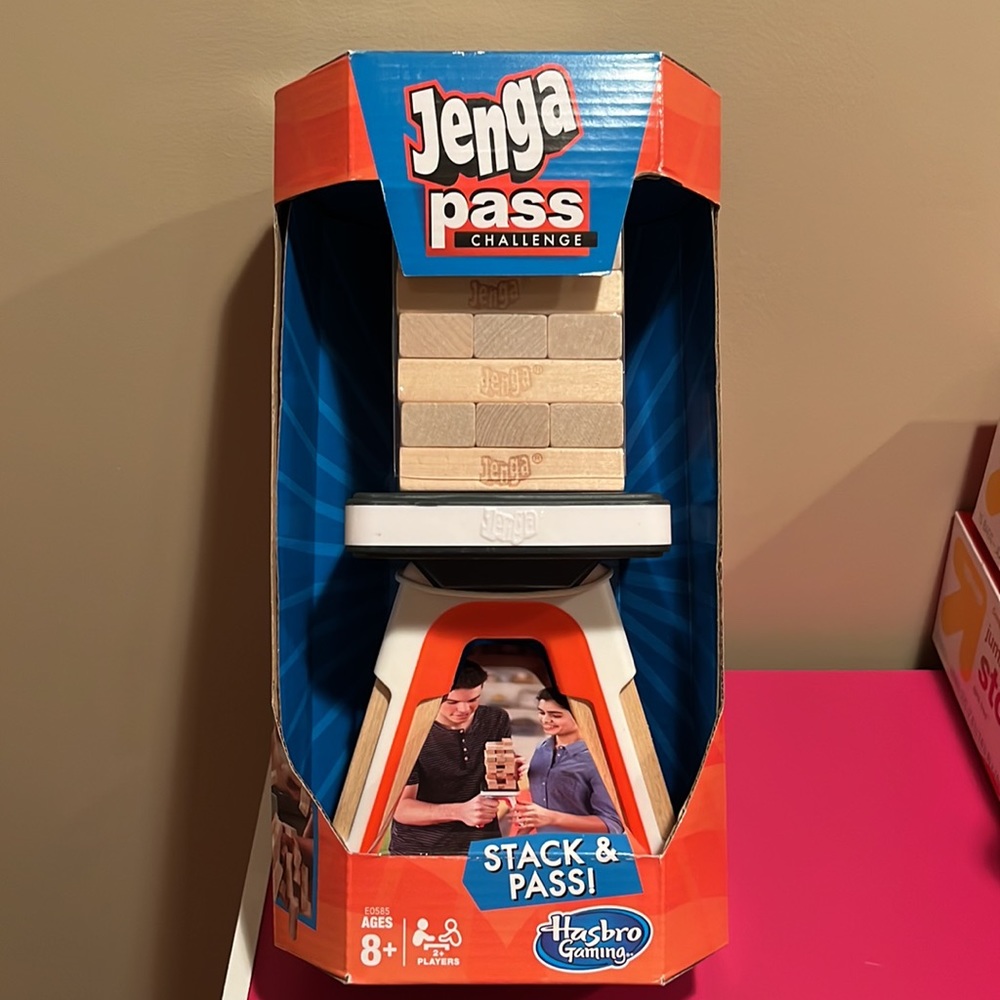 Jenga
pass
CHALLENGE
Jenga
Jenga®
Jenga®
Jenga
STACK &
PASS!
E0585
AGES
8+
2+
PLAYERS
Hasbro
Gaming